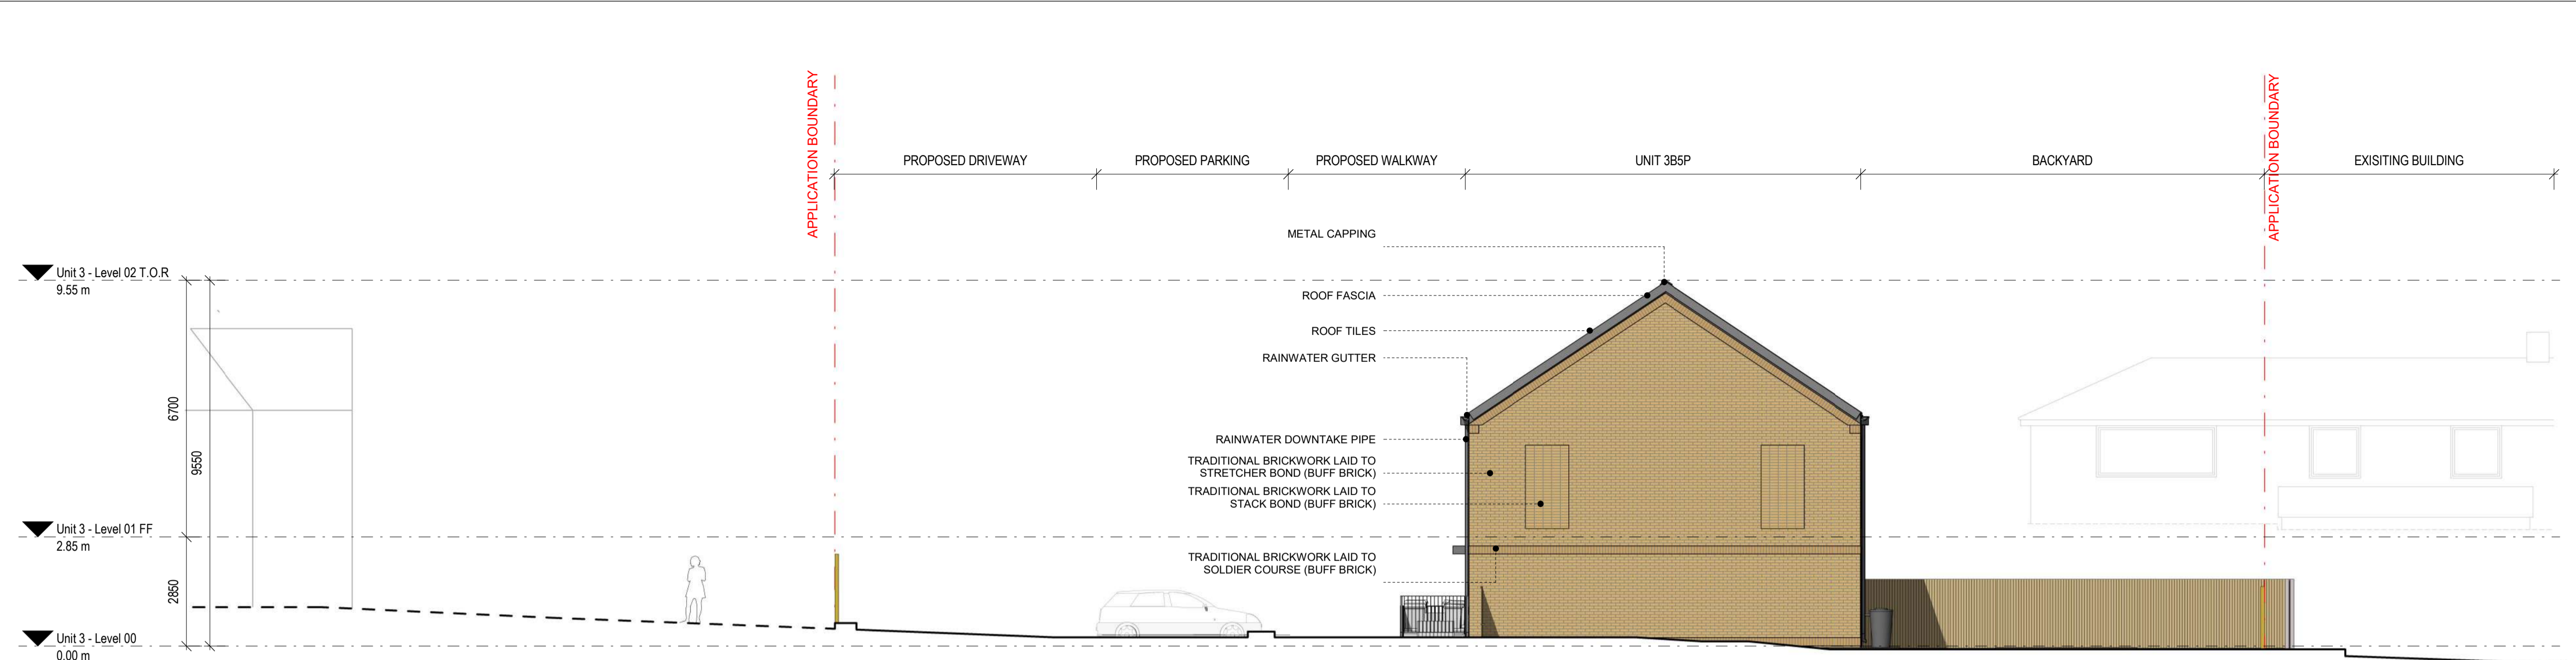 APPLICATION BOUNDARY
APPLICATION BOUNDARY
PROPOSED DRIVEWAY
PROPOSED PARKING
PROPOSED WALKWAY
UNIT 3B5P
BACKYARD
EXISITING BUILDING
METAL CAPPING
Unit 3 - Level 02 T.O.R
9.55 m
ROOF FASCIA
ROOF TILES
RAINWATER GUTTER
6700
9550
RAINWATER DOWNTAKE PIPE
TRADITIONAL BRICKWORK LAID TO
STRETCHER BOND (BUFF BRICK)
TRADITIONAL BRICKWORK LAID TO
STACK BOND (BUFF BRICK)
Unit 3 - Level 01 FF
2.85 m
TRADITIONAL BRICKWORK LAID TO
SOLDIER COURSE (BUFF BRICK)
2850
Unit 3 - Level 00
0.00 m